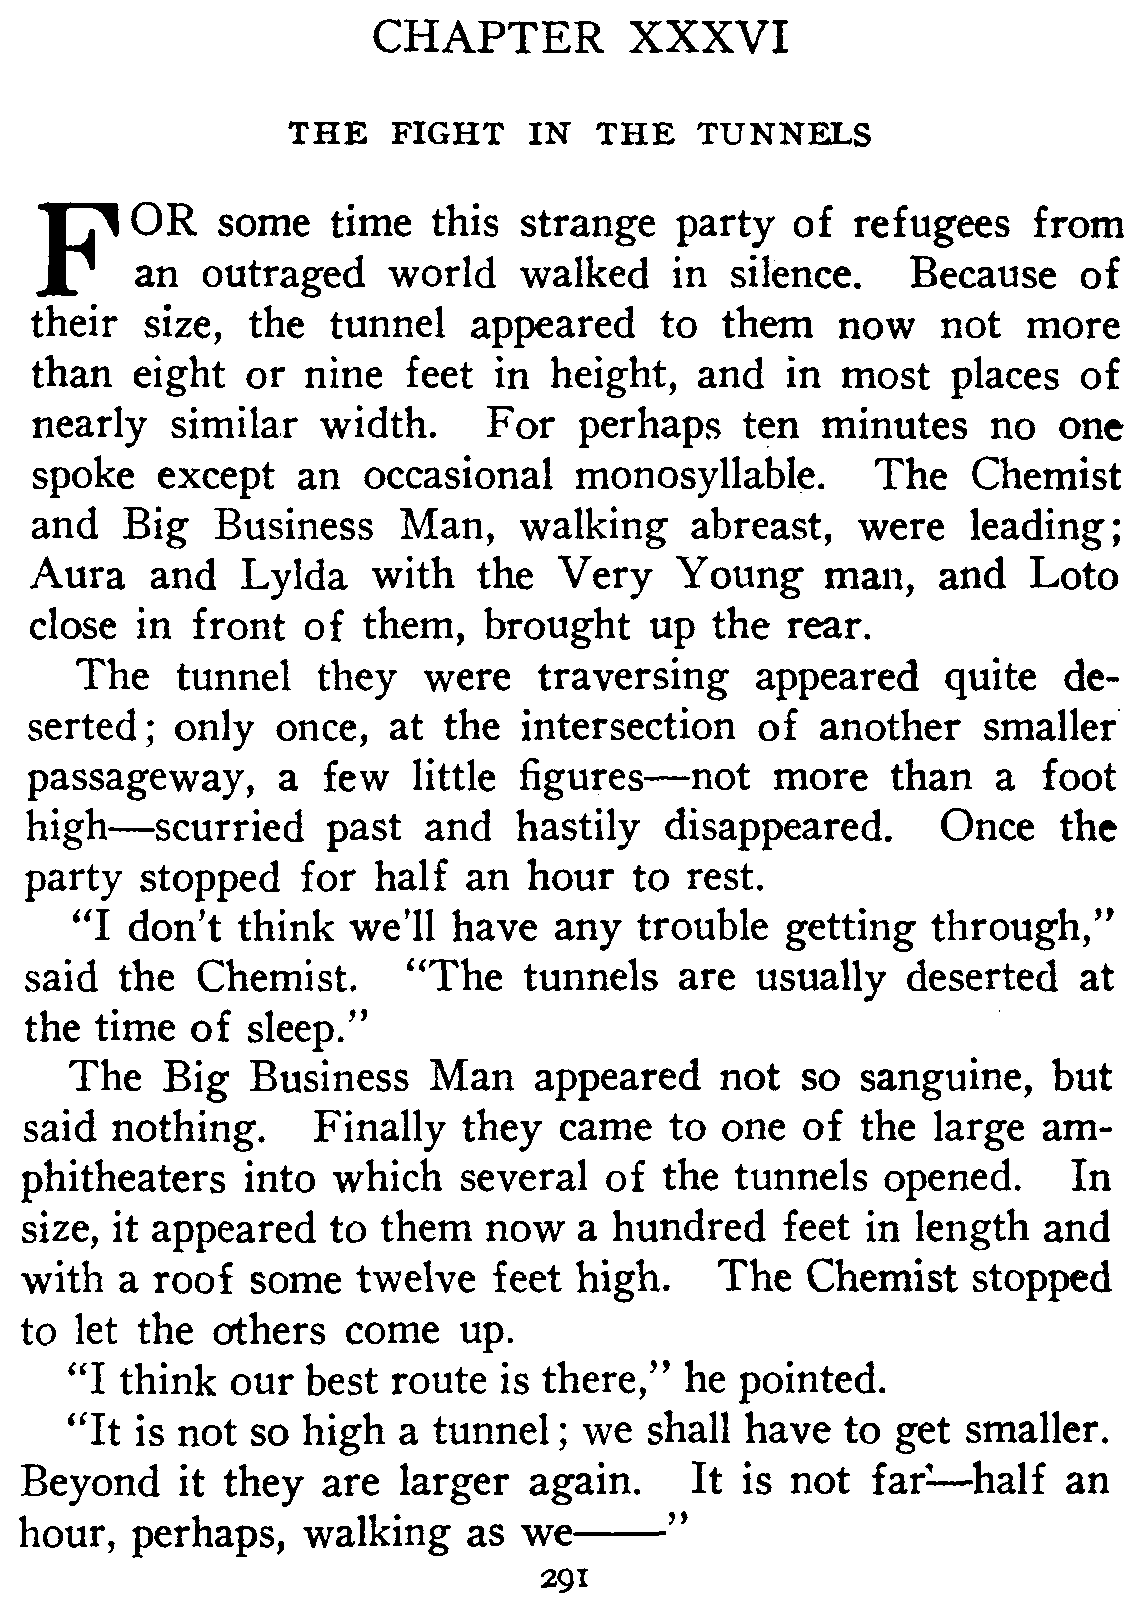 CHAPTER XXXVI
THE FIGHT IN THE TUNNELS
FOR some time this strange party of refugees from
an outraged world walked in silence. Because of
their size, the tunnel appeared to them now not more
than eight or nine feet in height, and in most places of
nearly similar width. For perhaps ten minutes no one
spoke except an occasional monosyllable. The Chemist
and Big Business Man, walking abreast, were leading;
Aura and Lylda with the Very Young man, and Loto
close in front of them, brought up the rear.
The tunnel they were traversing appeared quite de-
serted; only once, at the intersection of another smaller
passageway, a few little figures—not more than a foot
high—scurried past and hastily disappeared. Once the
party stopped for half an hour to rest.
"I don't think we'll have any trouble getting through,"
said the Chemist. "The tunnels are usually deserted at
the time of sleep."
The Big Business Man appeared not so sanguine, but
said nothing. Finally they came to one of the large am-
phitheaters into which several of the tunnels opened. In
size, it appeared to them now a hundred feet in length and
with a roof some twelve feet high. The Chemist stopped
to let the others come up.
"I think our best route is there," he pointed.
"It is not so high a tunnel; we shall have to get smaller.
Beyond it they are larger again. It is not far—half an
hour, perhaps, walking as we——"
291